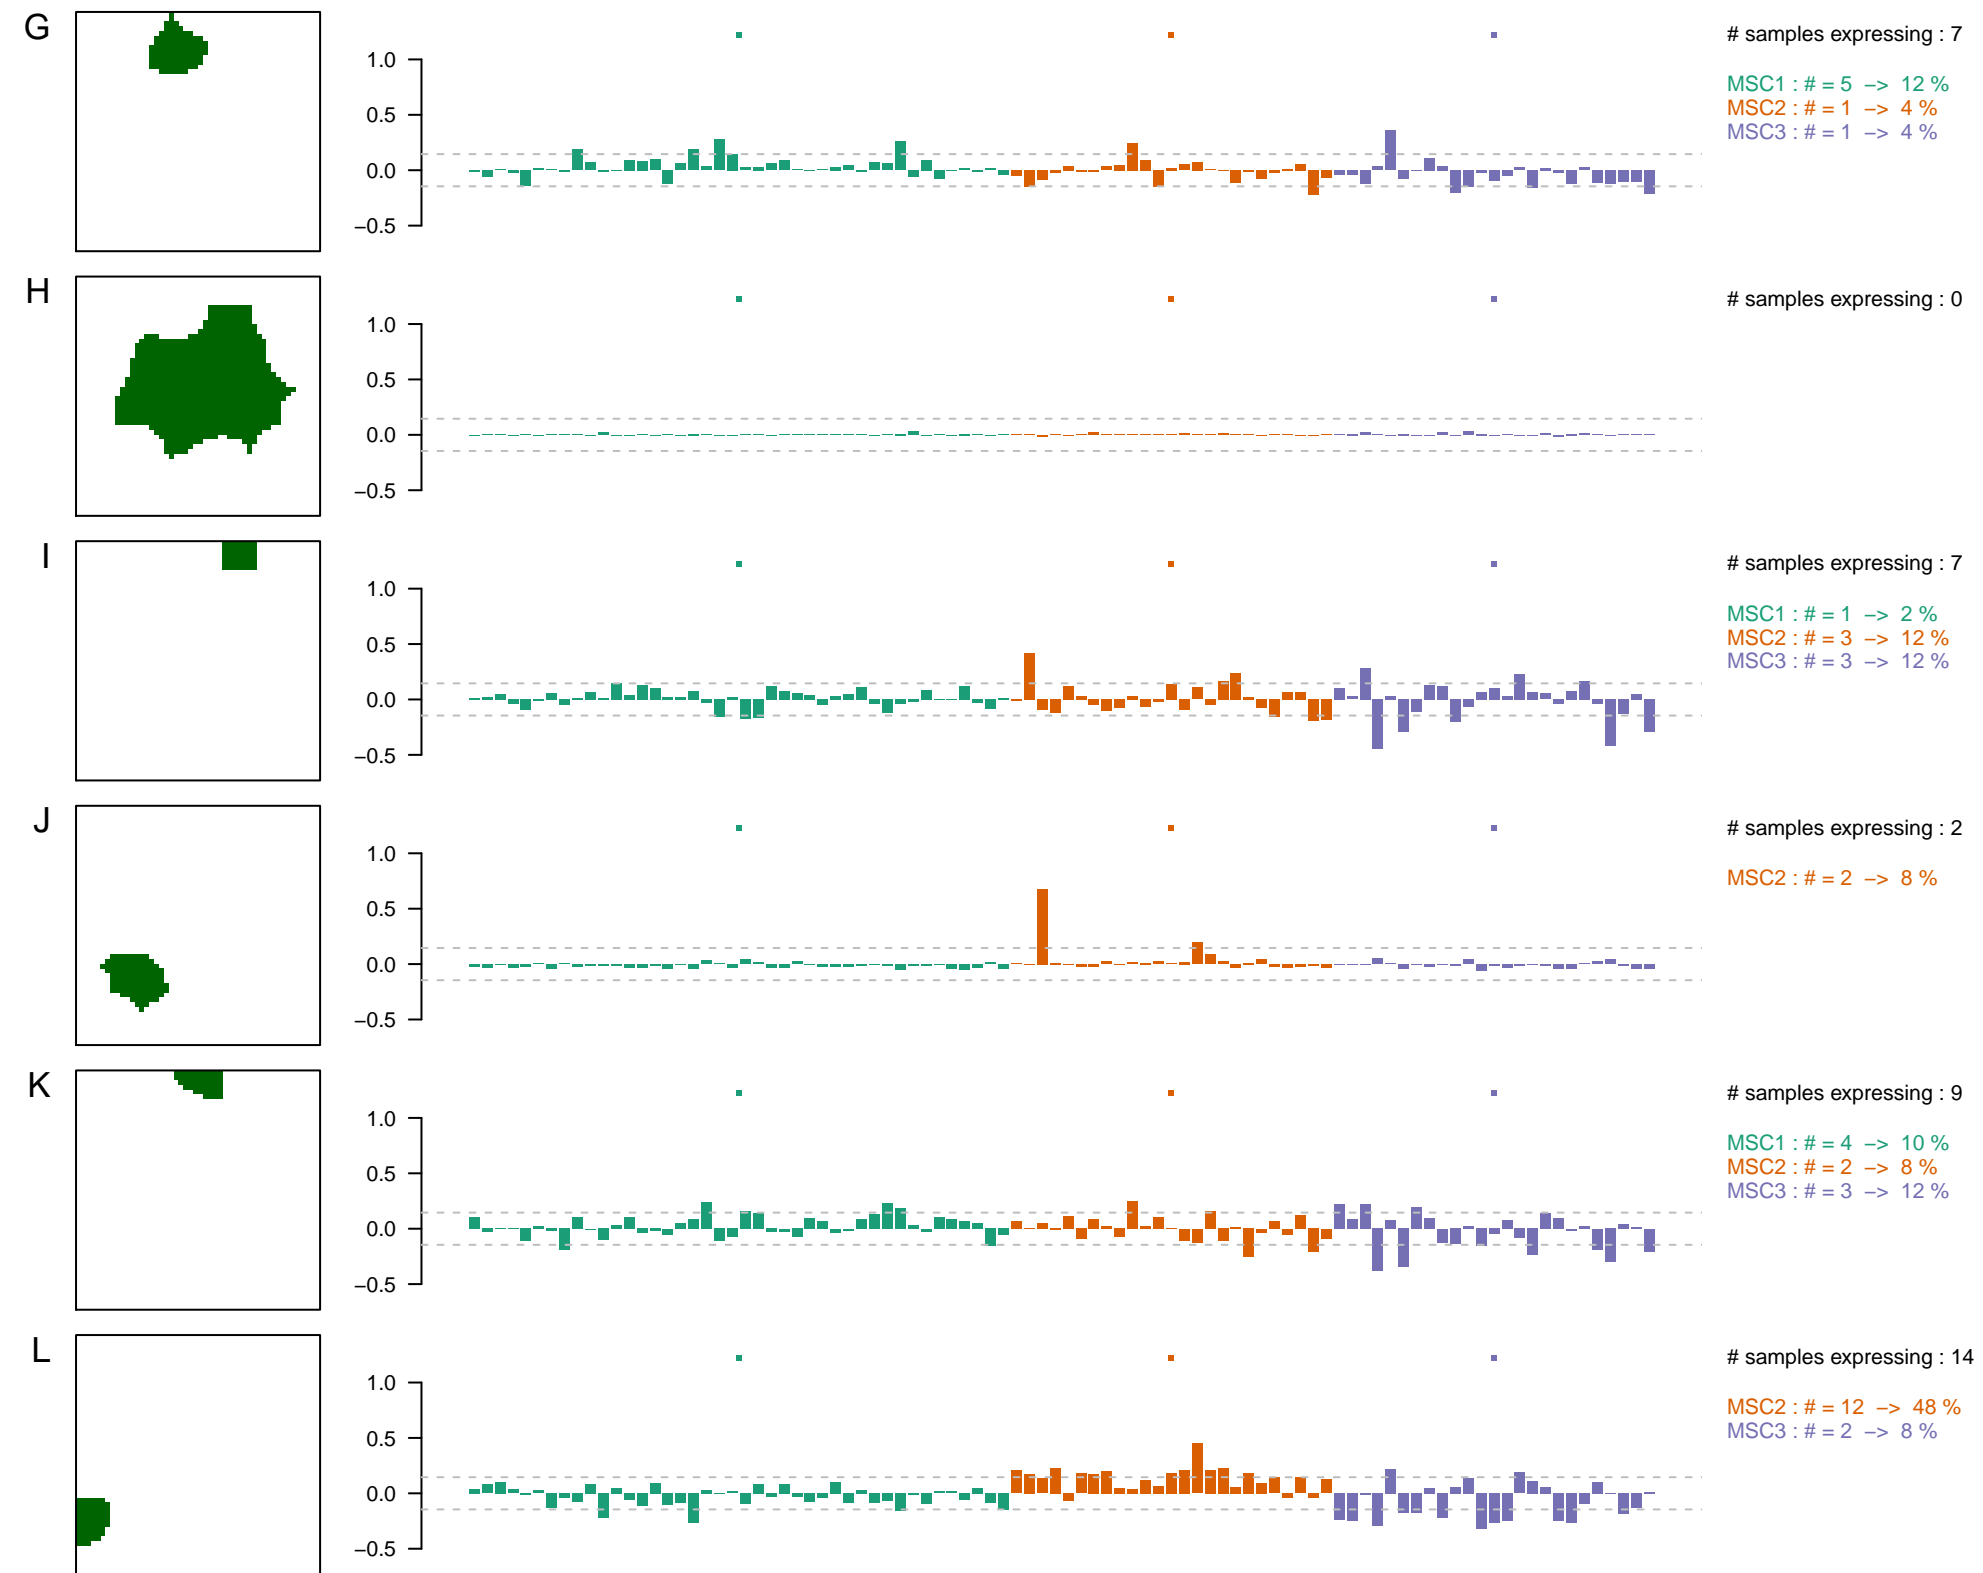 G
# samples expressing : 7
1.0
0.5
0.0
−0.5
MSC1 : # = 5 −> 12 %
MSC2 : # = 1 −> 4 %
MSC3 : # = 1 −> 4 %
H
# samples expressing : 0
1.0
0.5
0.0
−0.5
I
# samples expressing : 7
1.0
0.5
0.0
−0.5
MSC1 : # = 1 −> 2 %
MSC2 : # = 3 −> 12 %
MSC3 : # = 3 −> 12 %
J
# samples expressing : 2
1.0
0.5
0.0
−0.5
MSC2 : # = 2 −> 8 %
K
# samples expressing : 9
1.0
0.5
0.0
−0.5
MSC1 : # = 4 −> 10 %
MSC2 : # = 2 −> 8 %
MSC3 : # = 3 −> 12 %
L
# samples expressing : 14
1.0
0.5
0.0
−0.5
MSC2 : # = 12 −> 48 %
MSC3 : # = 2 −> 8 %